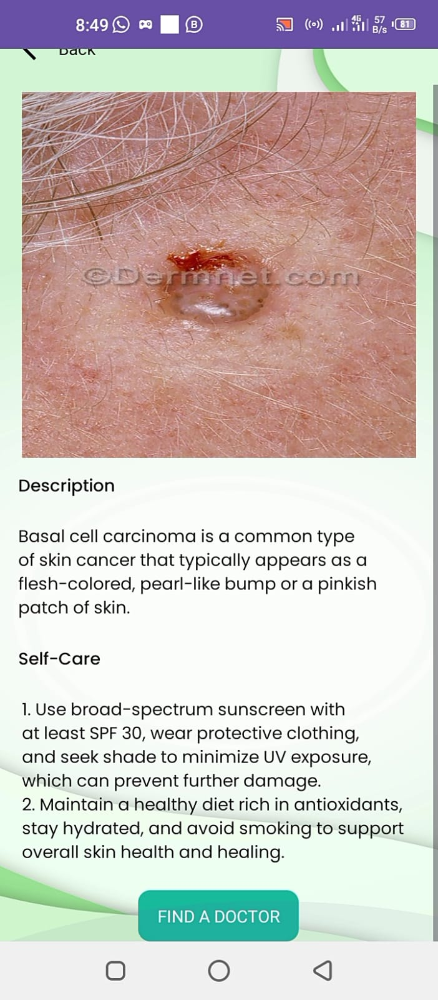 8:49 B 4G 57 B/s 81
Back
©Dermnet.com
Description
Basal cell carcinoma is a common type
of skin cancer that typically appears as a
flesh-colored, pearl-like bump or a pinkish
patch of skin.
Self-Care
1. Use broad-spectrum sunscreen with
at least SPF 30, wear protective clothing,
and seek shade to minimize UV exposure,
which can prevent further damage.
2. Maintain a healthy diet rich in antioxidants,
stay hydrated, and avoid smoking to support
overall skin health and healing.
FIND A DOCTOR